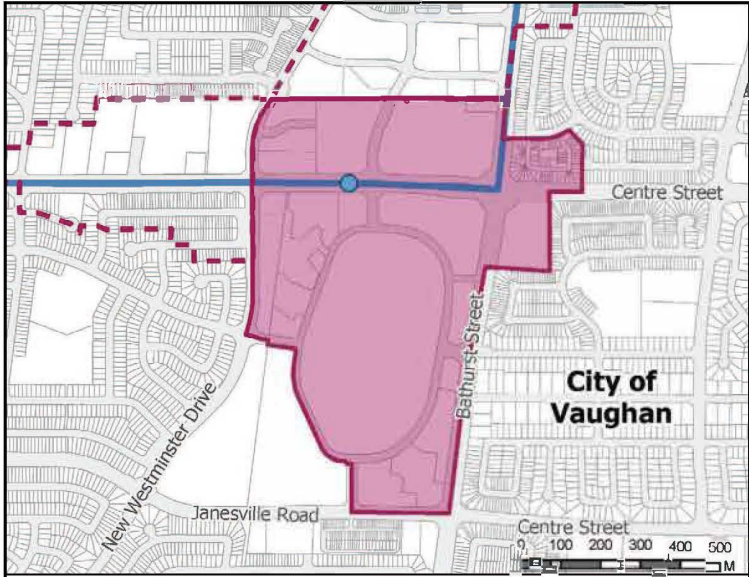 Centre Street
Bathurst Street
City of
Vaughan
New Westminster Drive
Janesville Road
Centre Street
0 100 200 300 400 500
M